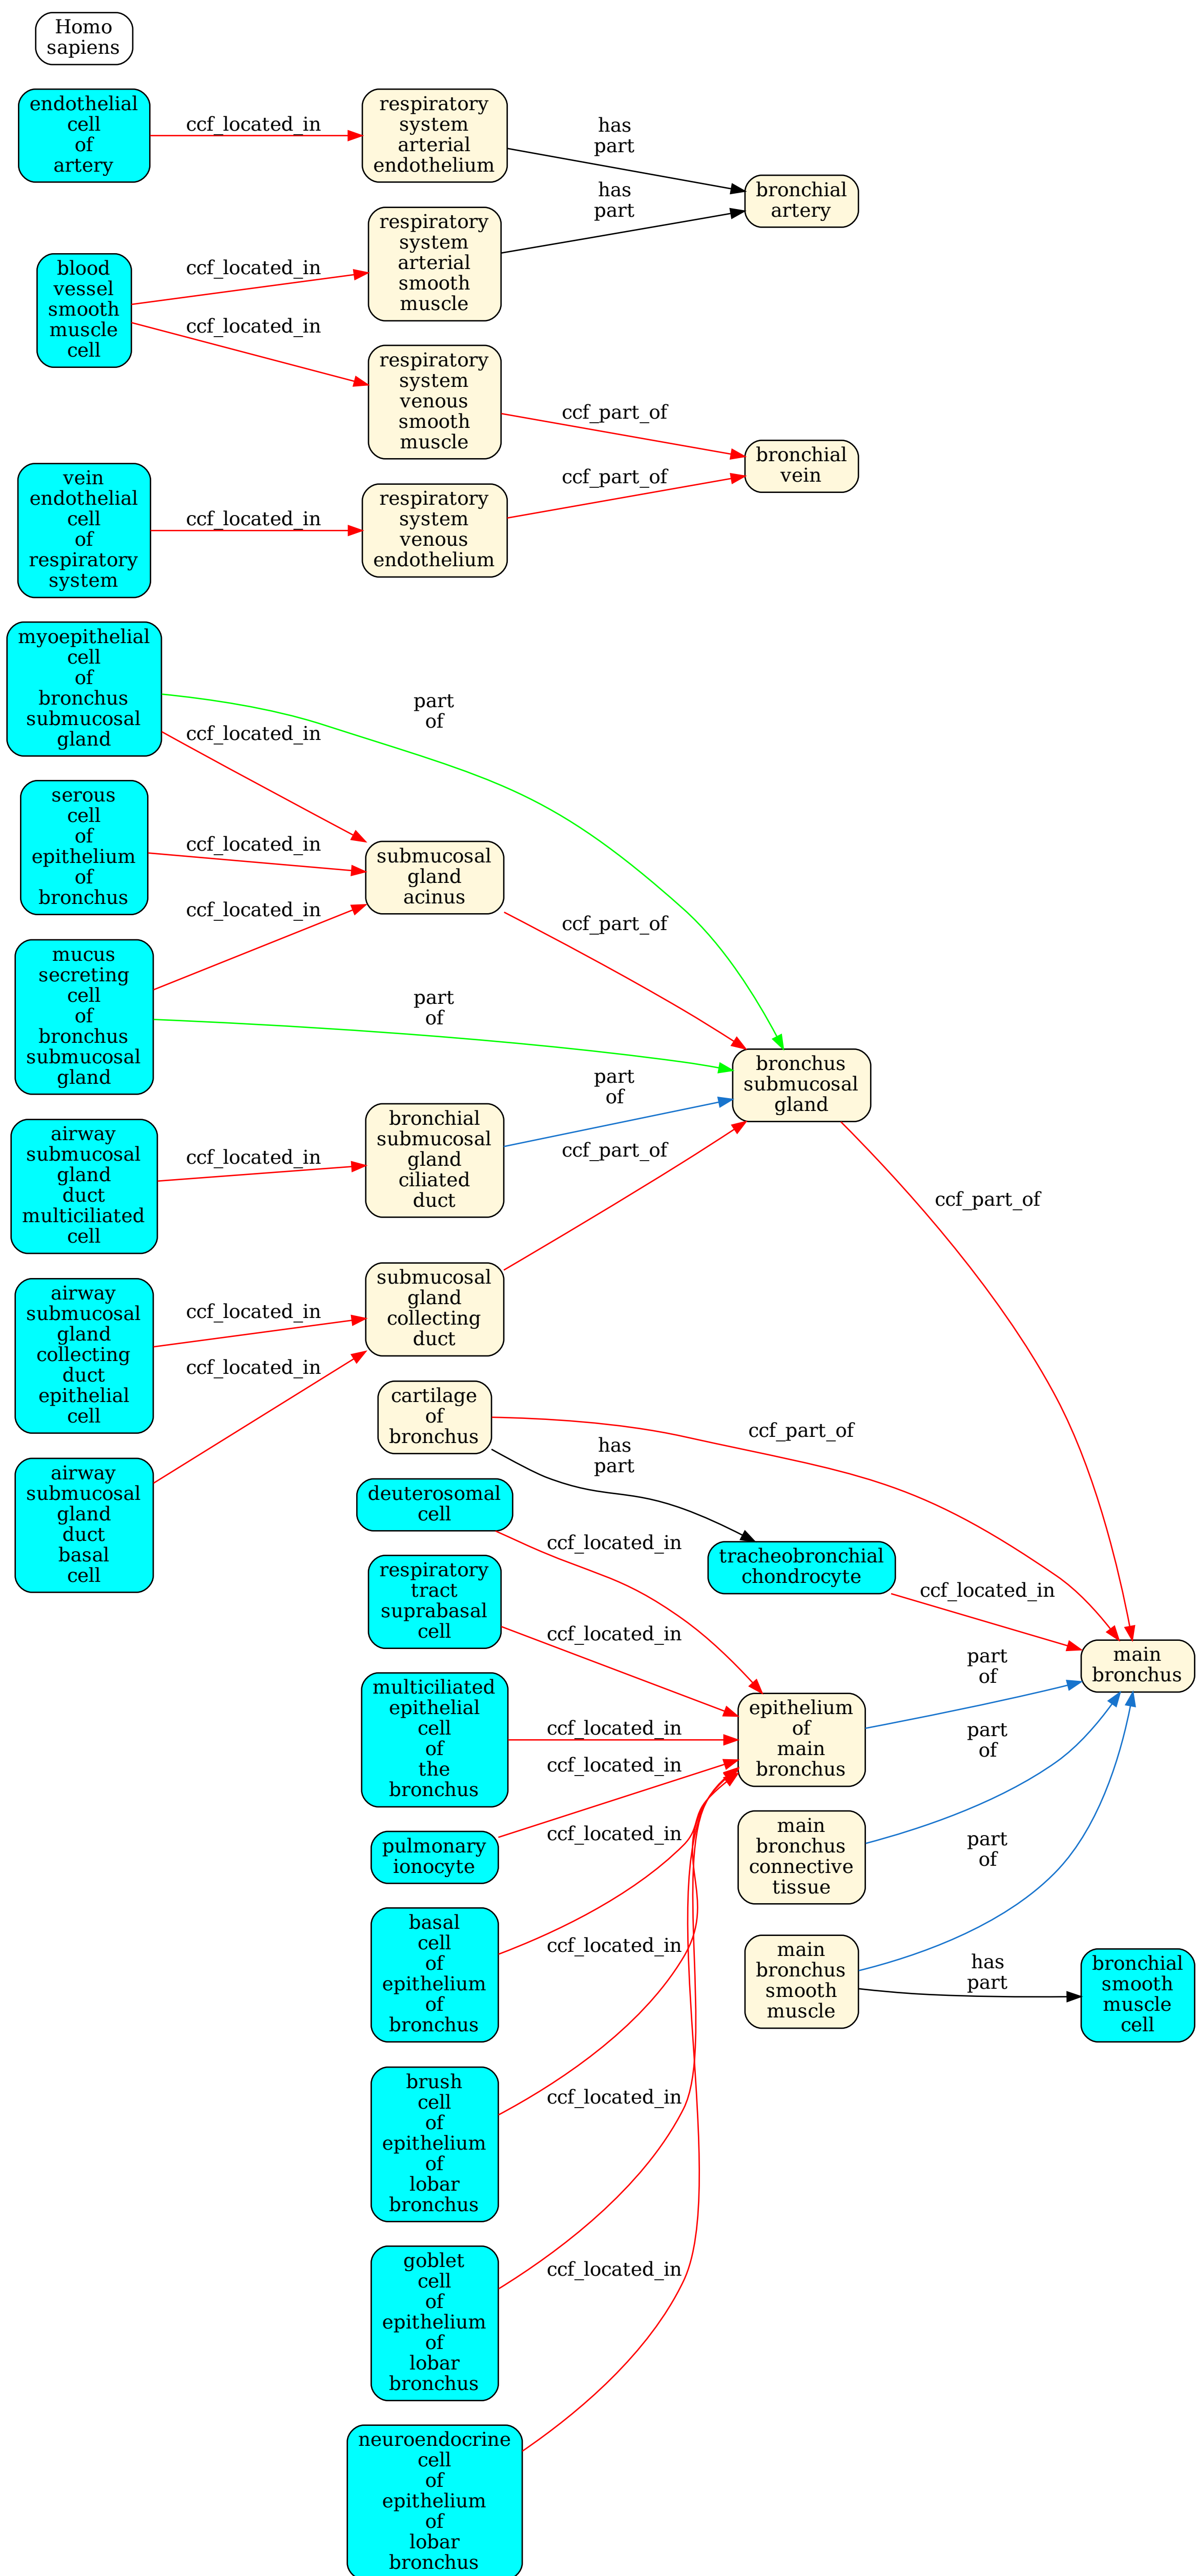 Homo
sapiens
endothelial
cell
of
artery
ccf_located_in
respiratory
system
arterial
endothelium
has
part
bronchial
artery
has
part
respiratory
system
arterial
smooth
muscle
blood
vessel
smooth
muscle
cell
ccf_located_in
ccf_located_in
respiratory
system
venous
smooth
muscle
ccf_part_of
bronchial
vein
ccf_part_of
vein
endothelial
cell
of
respiratory
system
ccf_located_in
respiratory
system
venous
endothelium
myoepithelial
cell
of
bronchus
submucosal
gland
part
of
ccf_located_in
serous
cell
of
epithelium
of
bronchus
ccf_located_in
submucosal
gland
acinus
ccf_located_in
ccf_part_of
mucus
secreting
cell
of
bronchus
submucosal
gland
part
of
bronchus
submucosal
gland
part
of
airway
submucosal
gland
duct
multiciliated
cell
ccf_located_in
bronchial
submucosal
gland
ciliated
duct
ccf_part_of
ccf_part_of
airway
submucosal
gland
collecting
duct
epithelial
cell
ccf_located_in
submucosal
gland
collecting
duct
ccf_located_in
airway
submucosal
gland
duct
basal
cell
cartilage
of
bronchus
ccf_part_of
has
part
deuterosomal
cell
ccf_located_in
tracheobronchial
chondrocyte
ccf_located_in
respiratory
tract
suprabasal
cell
ccf_located_in
main
bronchus
part
of
multiciliated
epithelial
cell
of
the
bronchus
ccf_located_in
epithelium
of
main
bronchus
part
of
ccf_located_in
pulmonary
ionocyte
ccf_located_in
main
bronchus
connective
tissue
part
of
basal
cell
of
epithelium
of
bronchus
ccf_located_in
main
bronchus
smooth
muscle
has
part
bronchial
smooth
muscle
cell
brush
cell
of
epithelium
of
lobar
bronchus
ccf_located_in
goblet
cell
of
epithelium
of
lobar
bronchus
ccf_located_in
neuroendocrine
cell
of
epithelium
of
lobar
bronchus